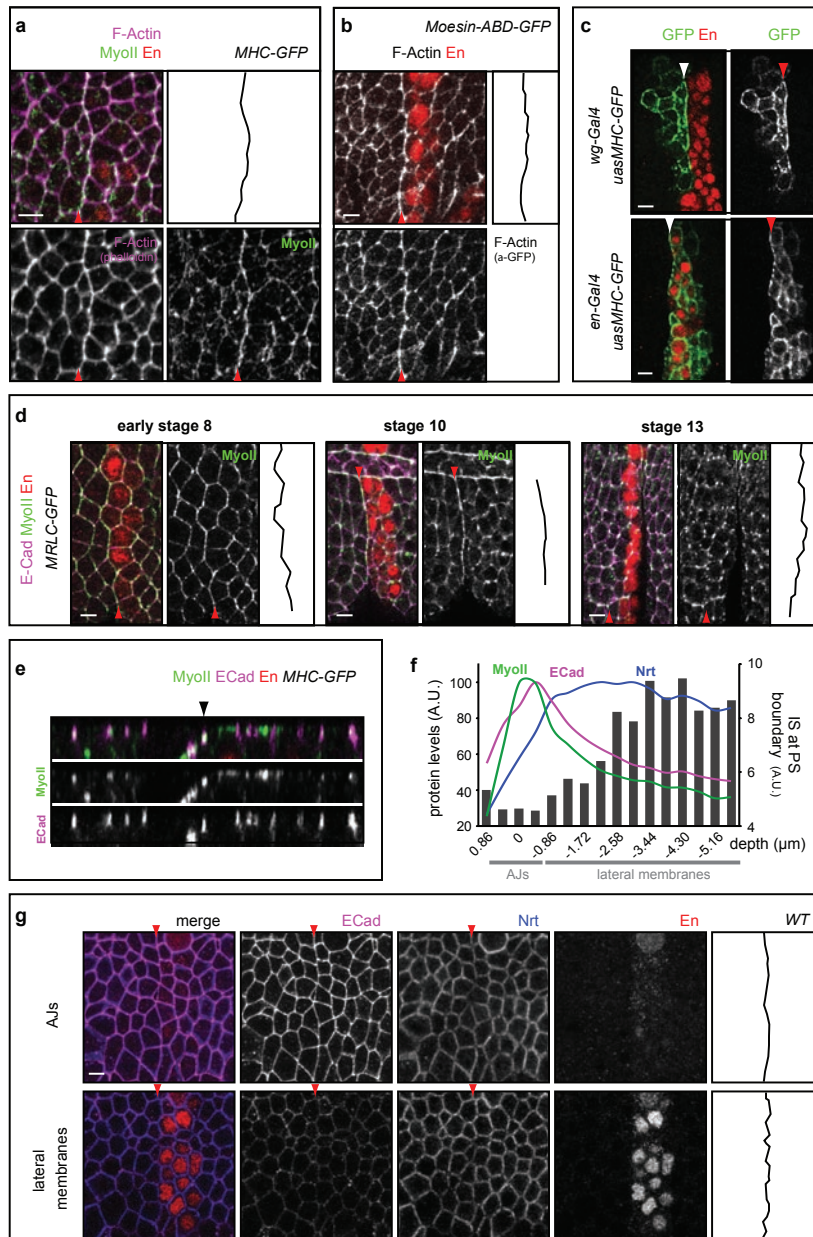 a
F-Actin
MyoII En
MHC-GFP
F-Actin
(phalloidin)
MyoII
b
Moesin-ABD-GFP
F-Actin En
F-Actin
(a-GFP)
c
GFP En
GFP
wg-Gal4
uasMHC-GFP
en-Gal4
uasMHC-GFP
d
early stage 8
stage 10
stage 13
E-Cad MyoII En
MRLC-GFP
MyoII
MyoII
MyoII
e
MyoII ECad En MHC-GFP
MyoII
ECad
f
MyoII
ECad
Nrt
protein levels (A.U.)
100
80
60
40
20
10
8
6
4
IS at PS
boundary (A.U.)
0.86
0
-0.86
-1.72
-2.58
-3.44
-4.30
-5.16
depth (µm)
AJs
lateral membranes
g
merge
ECad
Nrt
En
WT
AJs
lateral
membranes